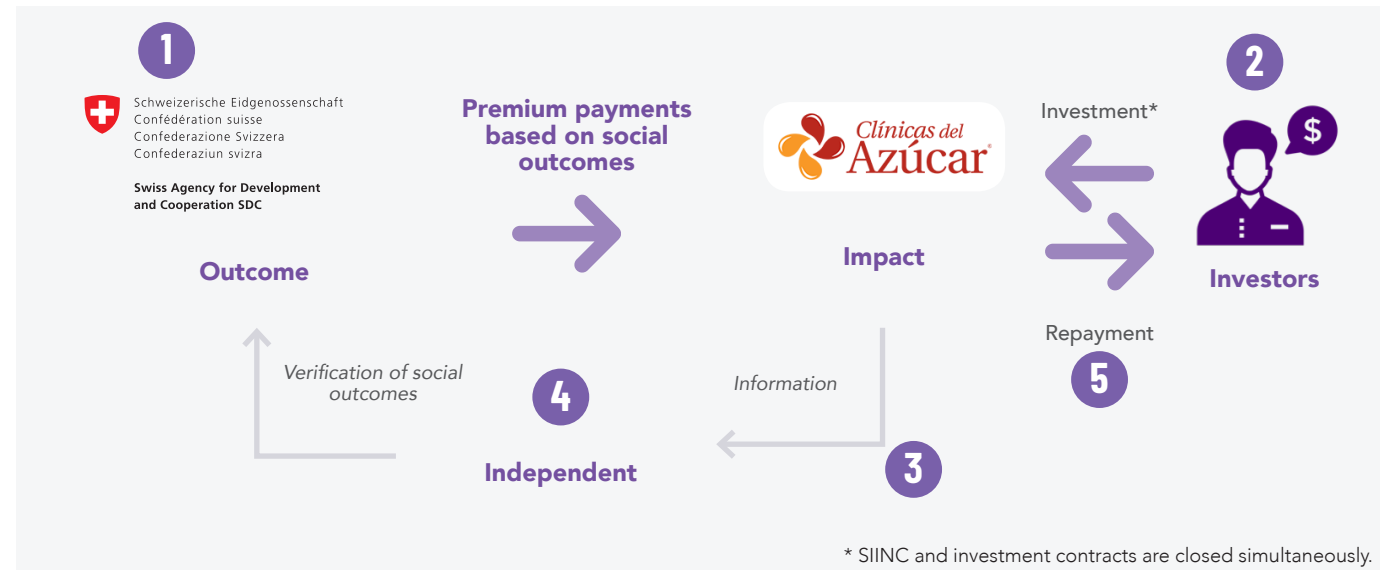 1
Schweizerische Eidgenossenschaft
Confédération suisse
Confederazione Svizzera
Confederaziun svizra
Swiss Agency for Development
and Cooperation SDC
Outcome
Premium payments
based on social
outcomes
Clínicas del
Azúcar®
Impact
2
Investment*
$
Investors
Repayment
5
Verification of social
outcomes
4
Independent
Information
3
* SIINC and investment contracts are closed simultaneously.